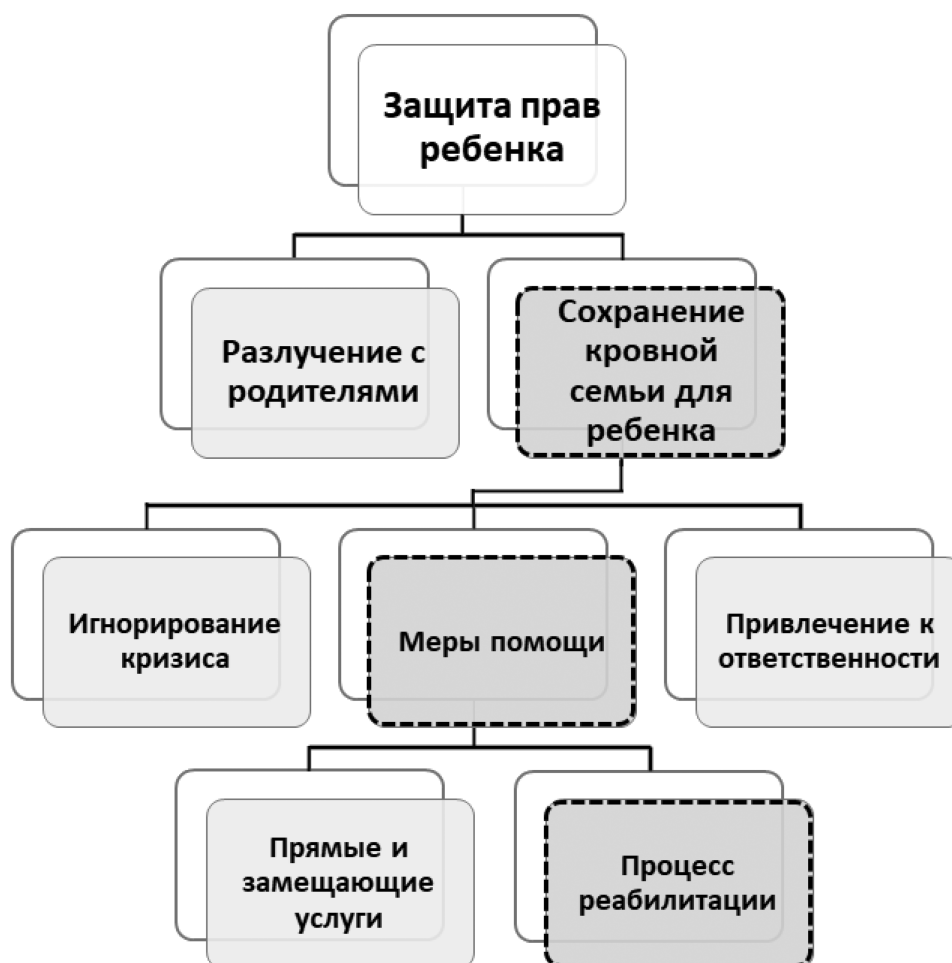 Защита прав
ребенка
Разлучение с
родителями
Сохранение
кровной
семьи для
ребенка
Игнорирование
кризиса
Меры помощи
Привлечение к
ответственности
Прямые и
замещающие
услуги
Процесс
реабилитации